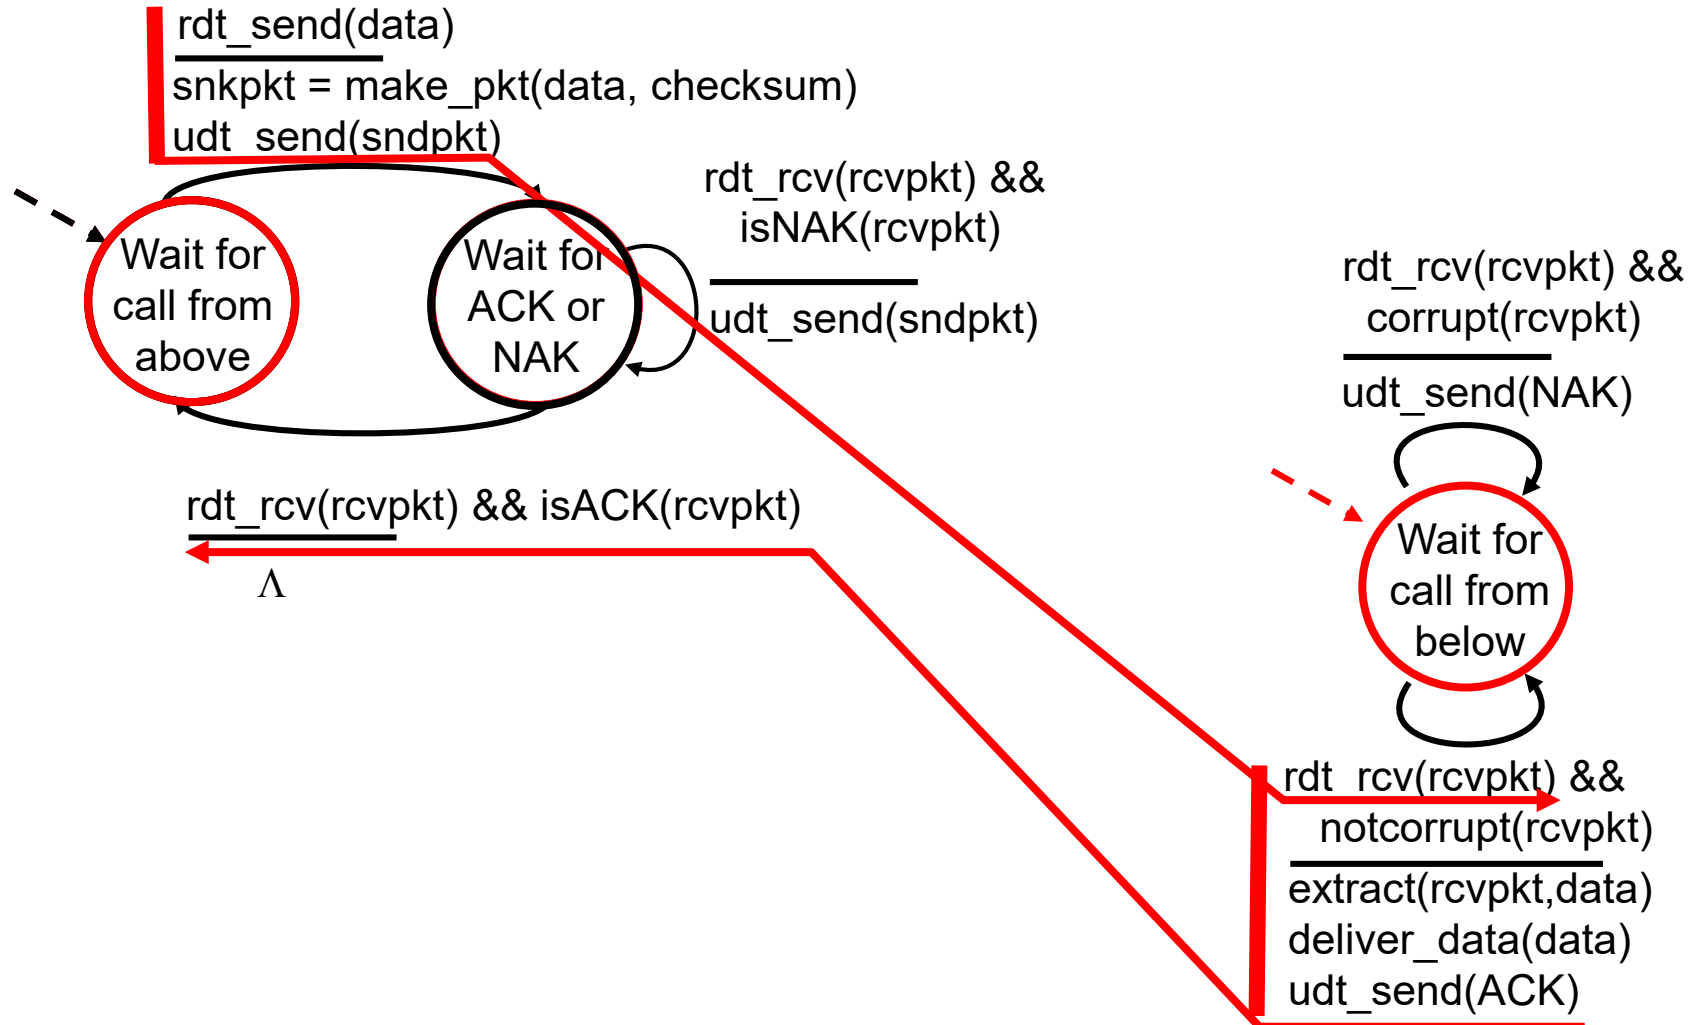 rdt_send(data)
snkpkt = make_pkt(data, checksum)
udt_send(sndpkt)
rdt_rcv(rcvpkt) &&
isNAK(rcvpkt)
udt_send(sndpkt)
Wait for
call from
above
Wait for
ACK or
NAK
rdt_rcv(rcvpkt) && isACK(rcvpkt)
Λ
rdt_rcv(rcvpkt) &&
corrupt(rcvpkt)
udt_send(NAK)
Wait for
call from
below
rdt_rcv(rcvpkt) &&
notcorrupt(rcvpkt)
extract(rcvpkt,data)
deliver_data(data)
udt_send(ACK)